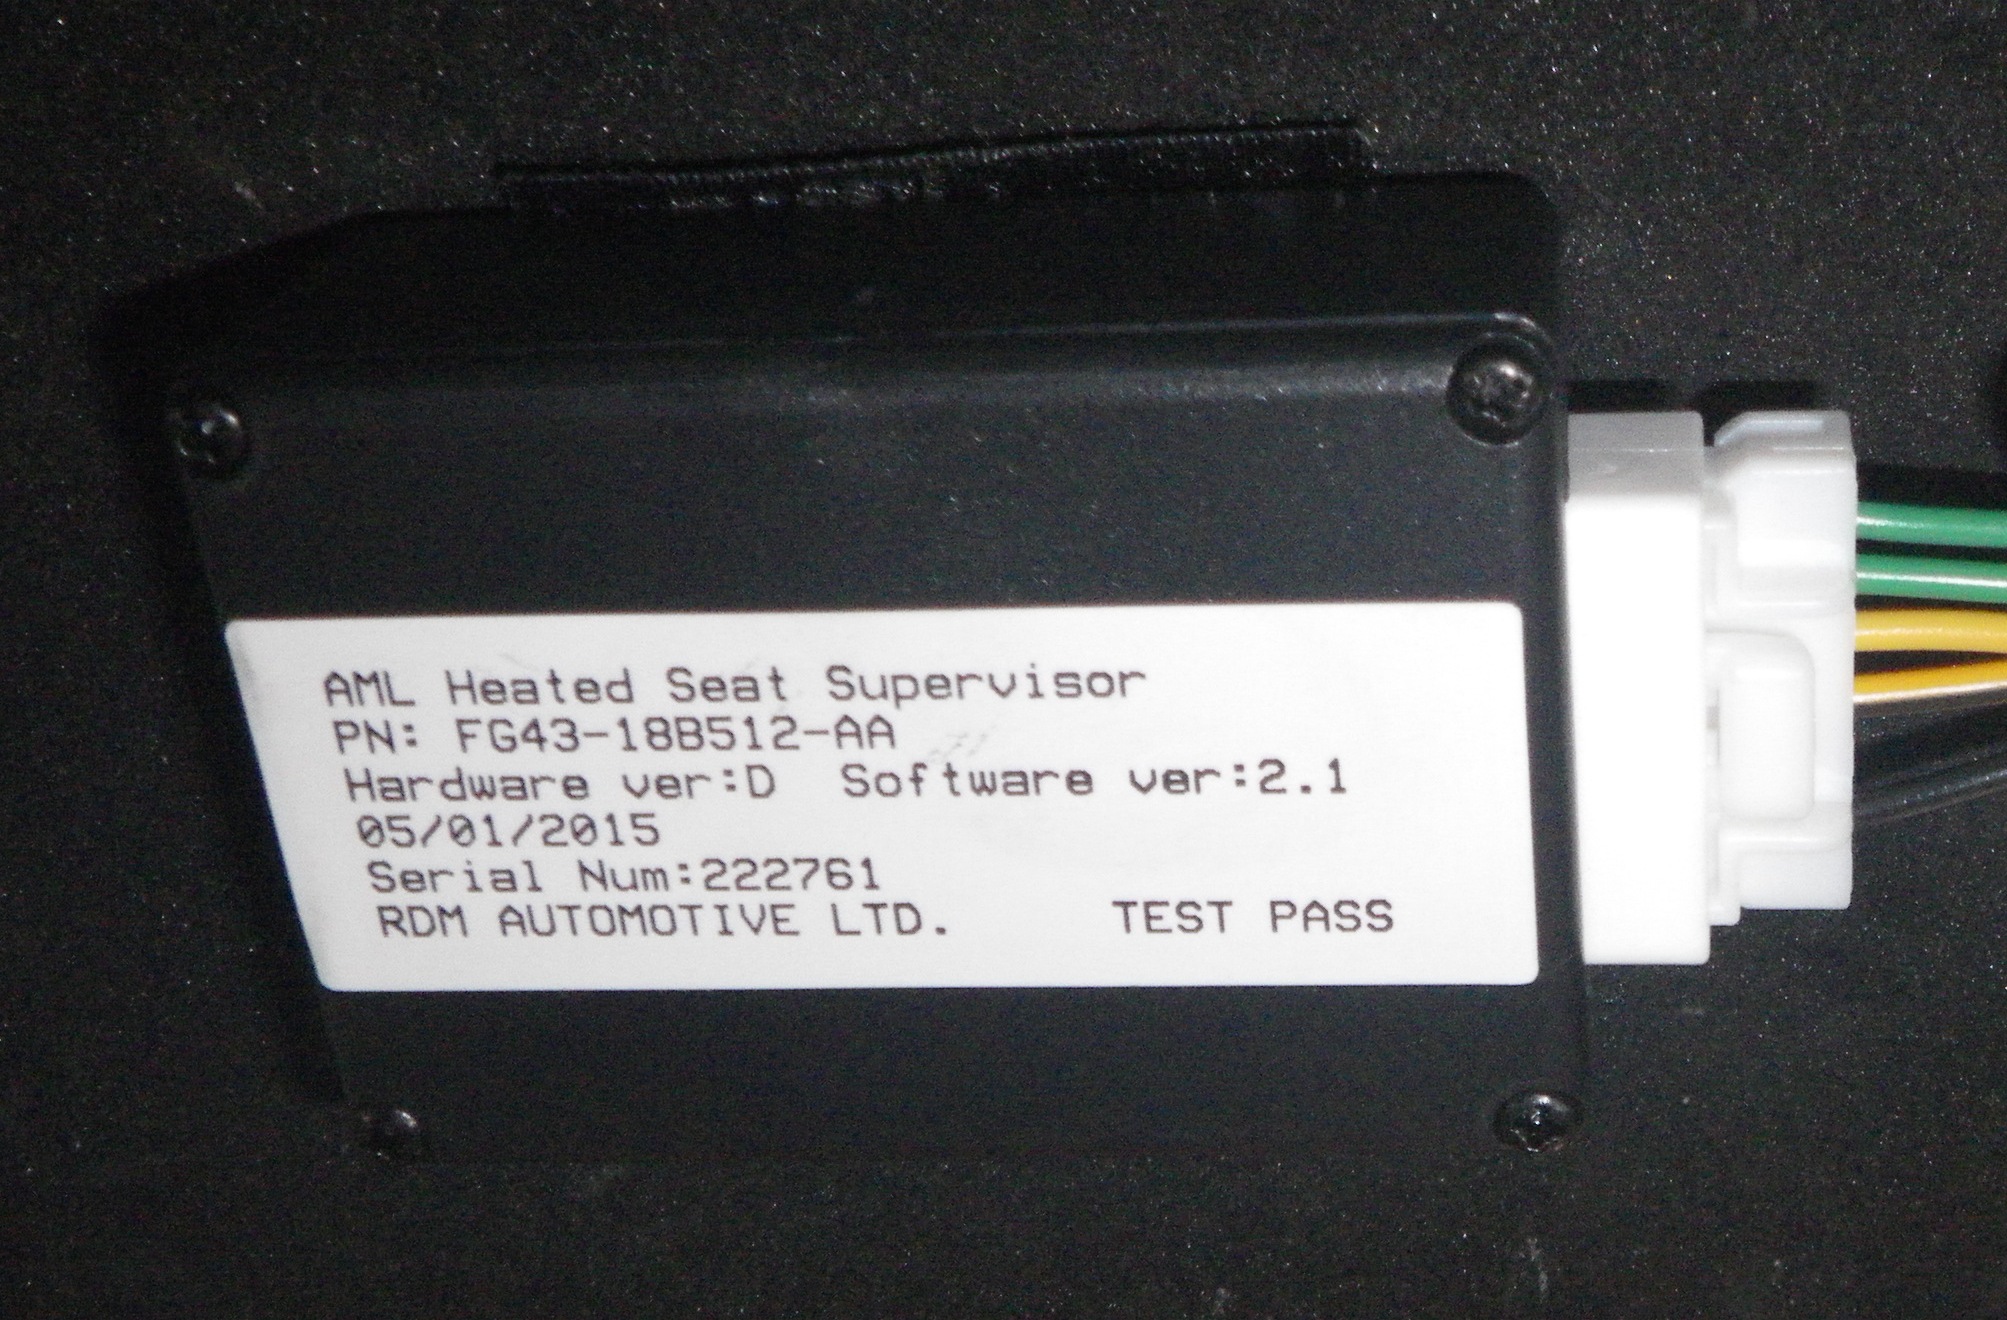 AML Heated Seat Supervisor
PN: FG43-18B512-AA
Hardware ver:D Software ver:2.1
05/01/2015
Serial Num:222761
RDM AUTOMOTIVE LTD. TEST PASS